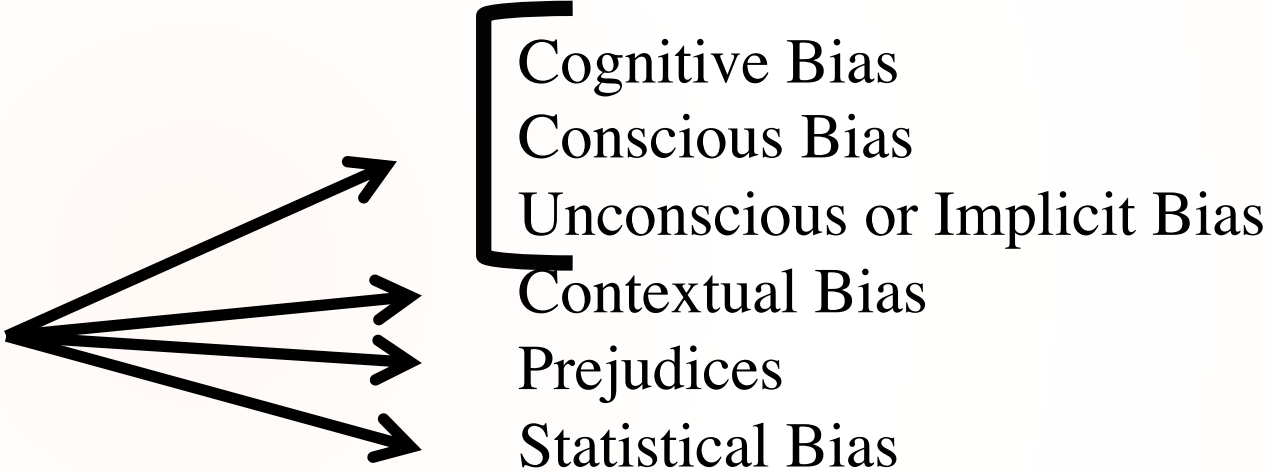 Cognitive Bias
Conscious Bias
Unconscious or Implicit Bias
Contextual Bias
Prejudices
Statistical Bias